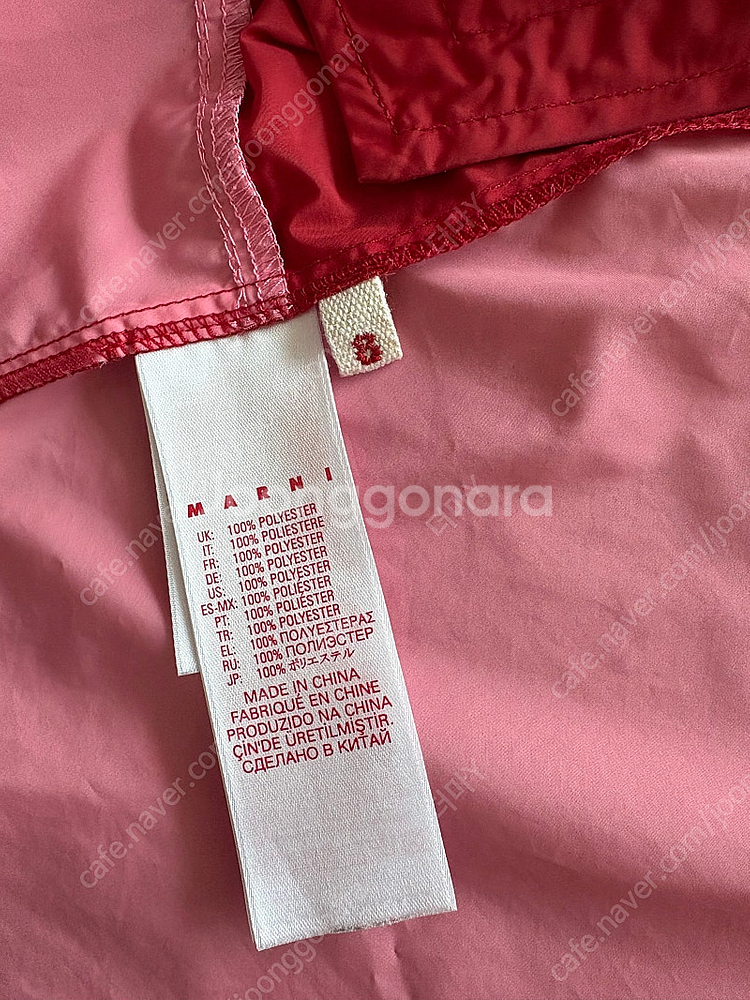 8
MARNI
joonggonara
UK: 100% POLYESTER
IT: 100% POLIESTERE
FR: 100% POLYESTER
DE: 100% POLYESTER
US: 100% POLYESTER
ES-MX: 100% POLIÉSTER
PT: 100% POLIÉSTER
TR: 100% POLYESTER
EL: 100% ΠΟΛΥΕΣΤΕΡΑΣ
RU: 100% ПОЛИЭСТЕР
JP: 100% ポリエステル
MADE IN CHINA
FABRIQUÉ EN CHINE
PRODUZIDO NA CHINA
ÇİN'DE ÜRETİLMİŞTİR.
СДЕЛАНО В КИТАЙ
cafe.naver.com/joonggonara